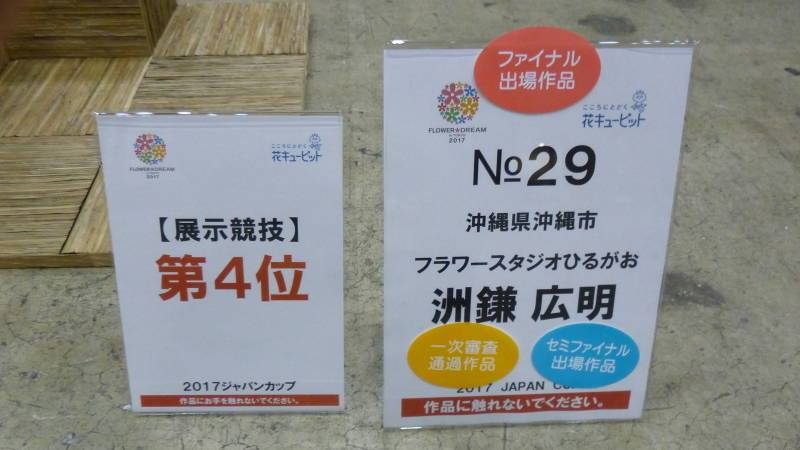 FLOWER★DREAM
2017
こころにとどく
花キューピット
【展示競技】
第4位
2017ジャパンカップ
作品にお手を触れないでください。
ファイナル
出場作品
FLOWER★DREAM
in TOKYO
2017
こころにとどく
花キューピット
№29
沖縄県沖縄市
フラワースタジオひるがお
洲鎌 広明
一次審査
通過作品
セミファイナル
出場作品
2017 JAPAN
作品に触れないでください。